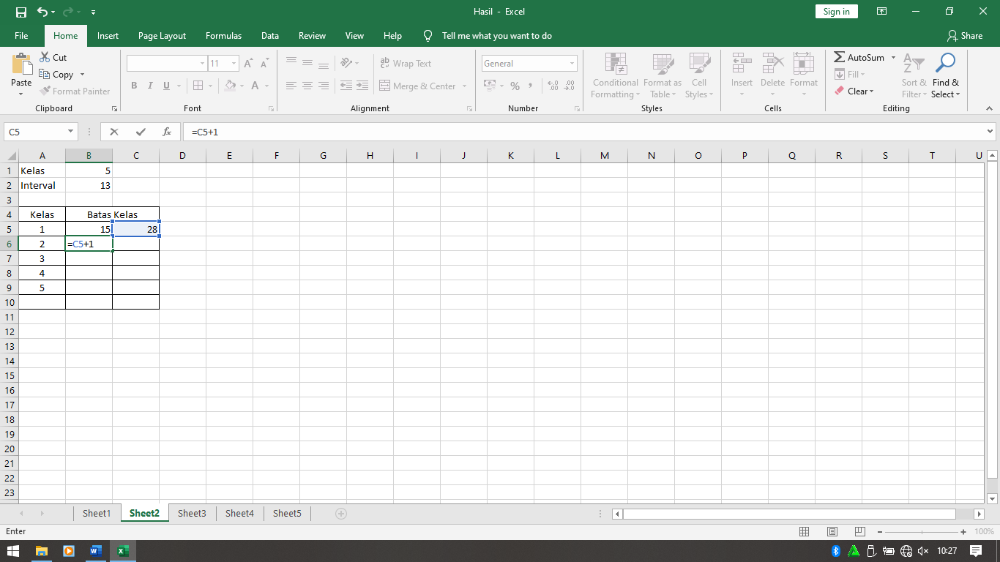 Hasil - Excel
Sign in
File Home Insert Page Layout Formulas Data Review View Help Tell me what you want to do Share
Paste
Cut
Copy
Format Painter
Clipboard
11
A A
B I U A
Font
ab Wrap Text
Merge & Center
Alignment
General
% ,
.00 .0
Number
Conditional Formatting
Format as Table
Cell Styles
Styles
Insert Delete Format
Cells
AutoSum
Fill
Clear
Sort & Filter
Find & Select
Editing
C5 fx =C5+1
A B C D E F G H I J K L M N O P Q R S T U
1 Kelas 5
2 Interval 13
3
4 Kelas Batas Kelas
5 1 15 28
6 2 =C5+1
7 3
8 4
9 5
10
11
12
13
14
15
16
17
18
19
20
21
22
23
Sheet1 Sheet2 Sheet3 Sheet4 Sheet5
Enter 100%
10:27